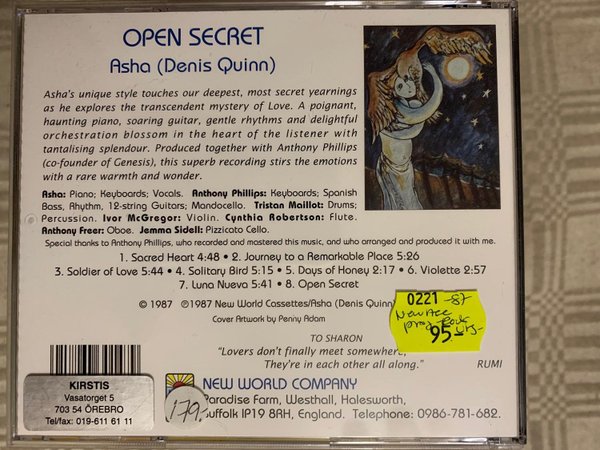 OPEN SECRET
Asha (Denis Quinn)
Asha's unique style touches our deepest, most secret yearnings
as he explores the transcendent mystery of Love. A poignant,
haunting piano, soaring guitar, gentle rhythms and delightful
orchestration blossom in the heart of the listener with
tantalising splendour. Produced together with Anthony Phillips
(co-founder of Genesis), this superb recording stirs the emotions
with a rare warmth and wonder.
Asha: Piano; Keyboards; Vocals. Anthony Phillips: Keyboards; Spanish
Bass, Rhythm, 12-string Guitars; Mandocello. Tristan Maillot: Drums;
Percussion. Ivor McGregor: Violin. Cynthia Robertson: Flute.
Anthony Freer: Oboe. Jemma Sidell: Pizzicato Cello.
Special thanks to Anthony Phillips, who recorded and mastered this music, and who arranged and produced it with me.
1. Sacred Heart 4:48 • 2. Journey to a Remarkable Place 5:26
3. Soldier of Love 5:44 • 4. Solitary Bird 5:15 • 5. Days of Honey 2:17 • 6. Violette 2:57
7. Luna Nueva 5:41 • 8. Open Secret
© 1987 ℗1987 New World Cassettes/Asha (Denis Quinn)
Cover Artwork by Penny Adam
0221 -87
New Age
prog-Rock
95
TO SHARON
"Lovers don't finally meet somewhere,
They're in each other all along."
RUMI
KIRSTIS
Vasatorget 5
703 54 ÖREBRO
Tel/fax: 019-611 61 11
179.-
NEW WORLD COMPANY
Paradise Farm, Westhall, Halesworth,
Suffolk IP19 8RH, England. Telephone: 0986-781-682.